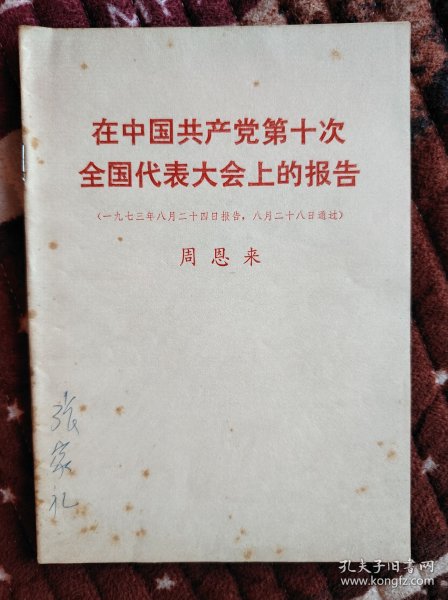 在中国共产党第十次
全国代表大会上的报告
（一九七三年八月二十四日报告，八月二十八日通过）
周恩来
张家礼
孔夫子旧书网
www.kongfz.com